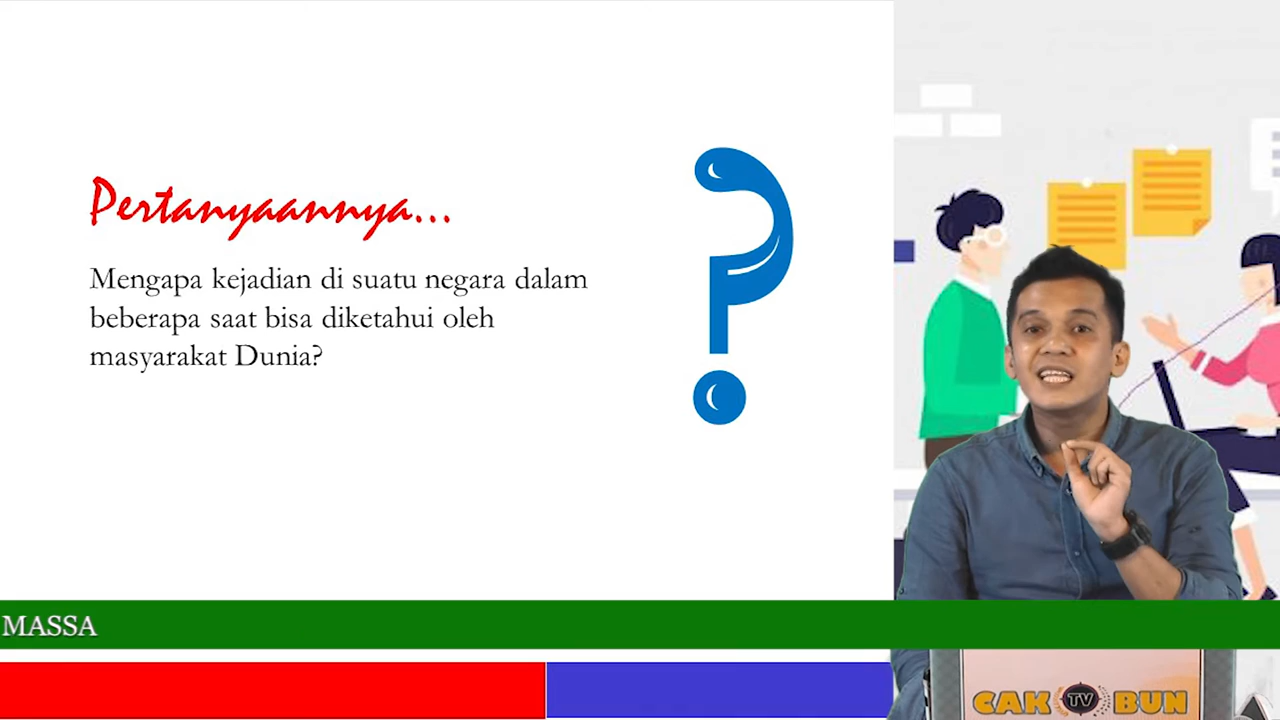 Pertanyaannya...
Mengapa kejadian di suatu negara dalam
beberapa saat bisa diketahui oleh
masyarakat Dunia?
MASSA
CAK TV BUN